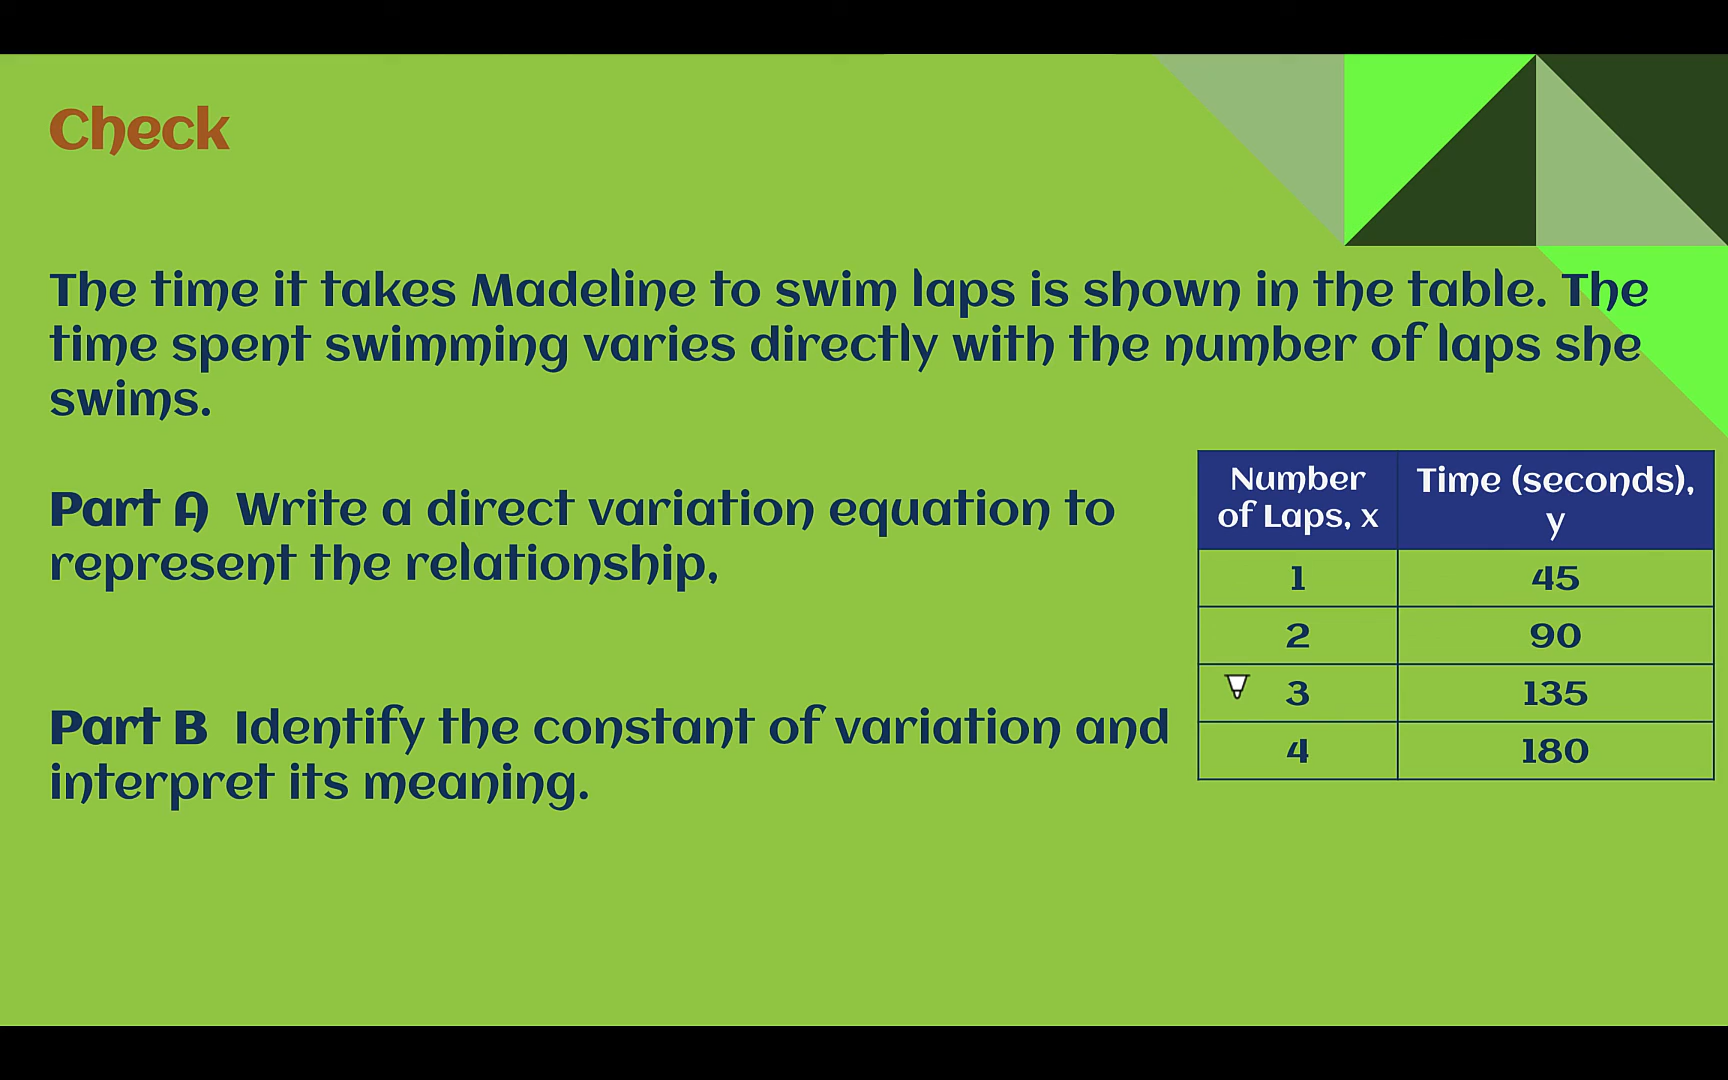 Check
The time it takes Madeline to swim laps is shown in the table. The
time spent swimming varies directly with the number of laps she
swims.
Part A Write a direct variation equation to
represent the relationship,
Part B Identify the constant of variation and
interpret its meaning.
Number of Laps, x Time (seconds), y
1 45
2 90
3 135
4 180